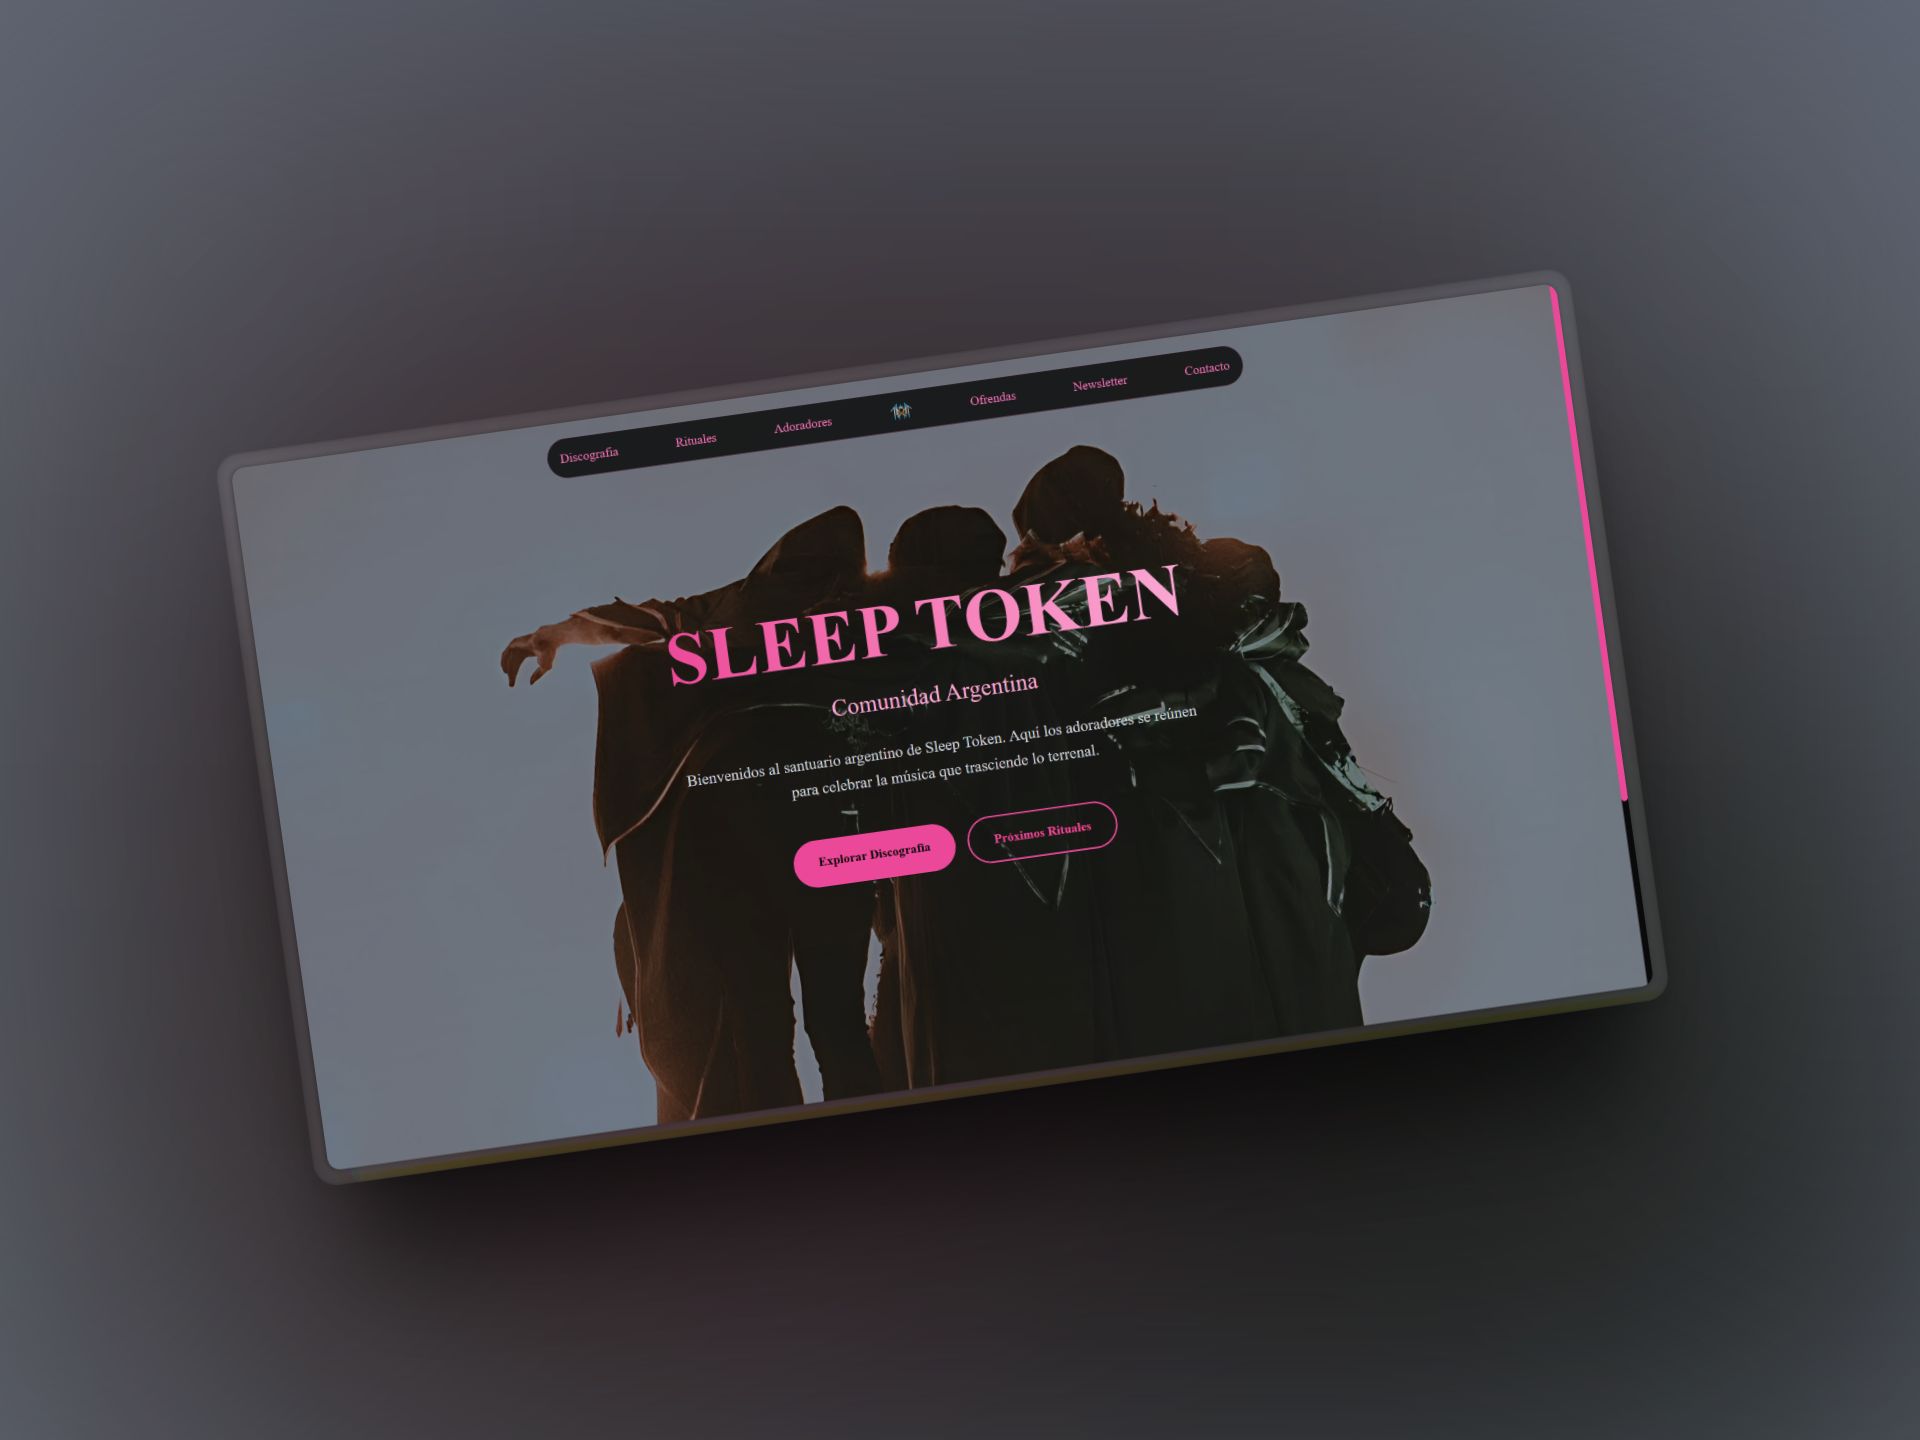 Discografía
Rituales
Adoradores
Ofrendas
Newsletter
Contacto
SLEEP TOKEN
Comunidad Argentina
Bienvenidos al santuario argentino de Sleep Token. Aquí los adoradores se reúnen
para celebrar la música que trasciende lo terrenal.
Explorar Discografía
Próximos Rituales